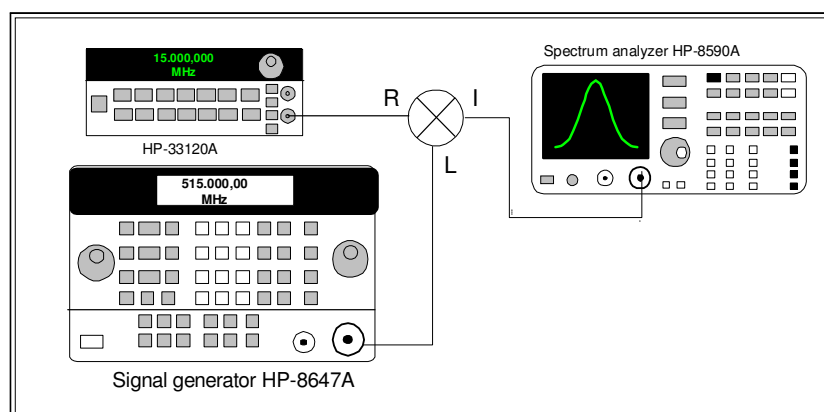 15.000,000
MHz
Spectrum analyzer HP-8590A
R
I
HP-33120A
L
515.000,00
MHz
Signal generator HP-8647A